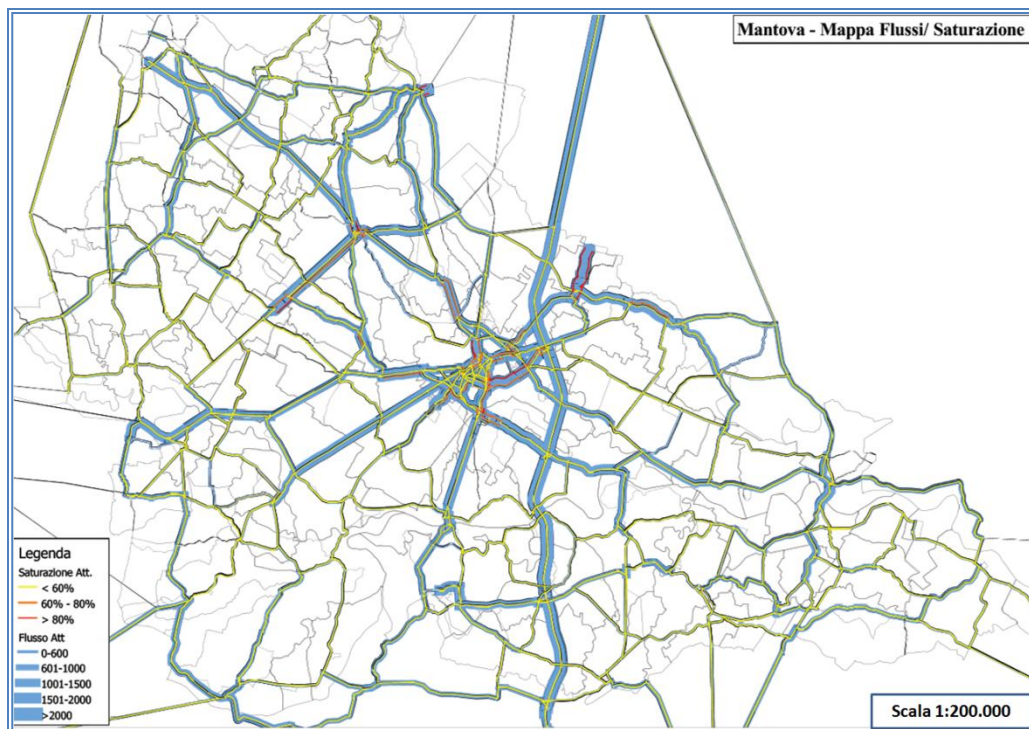 Mantova - Mappa Flussi/ Saturazione
Legenda
Saturazione Att.
< 60%
60% - 80%
> 80%
Flusso Att
0-600
601-1000
1001-1500
1501-2000
>2000
Scala 1:200.000